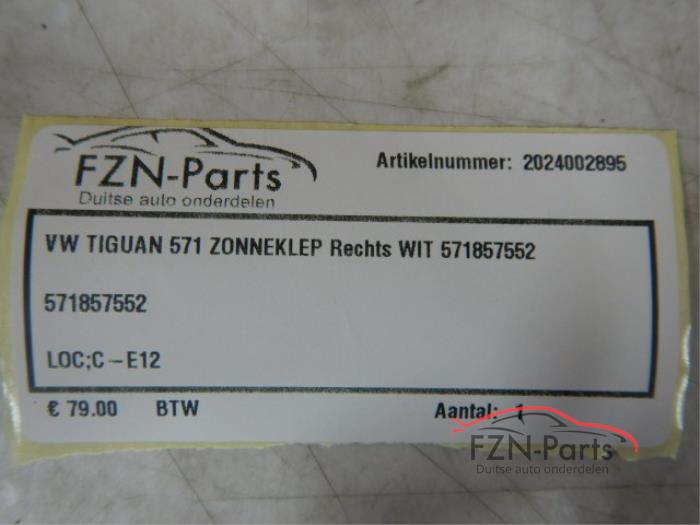 FZN-Parts
Duitse auto onderdelen
Artikelnummer: 2024002895
VW TIGUAN 571 ZONNEKLEP Rechts WIT 571857552
571857552
LOC;C-E12
€ 79.00 BTW Aantal: 1
FZN-Parts
Duitse auto onderdelen